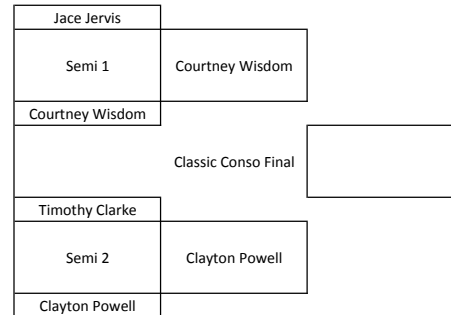 Jace Jervis
Semi 1
Courtney Wisdom
Courtney Wisdom
Classic Conso Final
Timothy Clarke
Semi 2
Clayton Powell
Clayton Powell